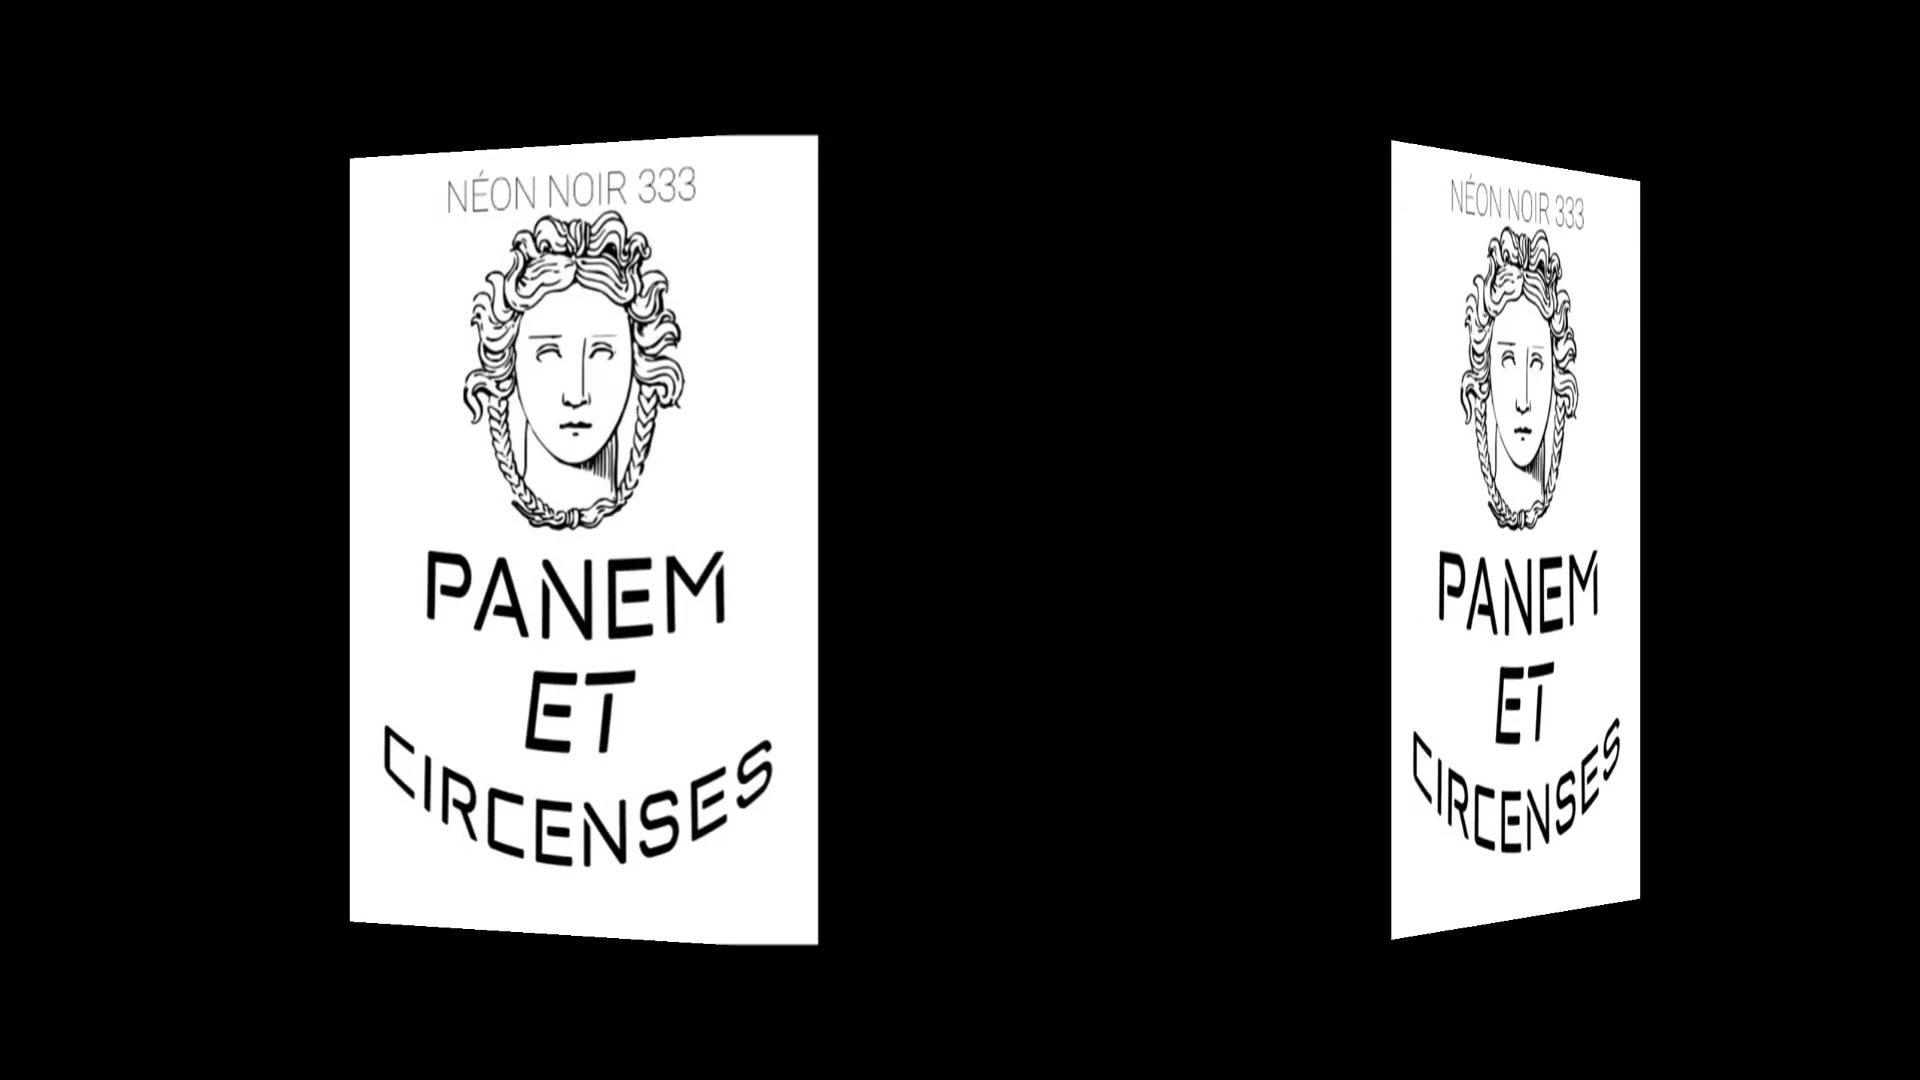 NÉON NOIR 333
PANEM
ET
CIRCENSES
NÉON NOIR 333
PANEM
ET
CIRCENSES